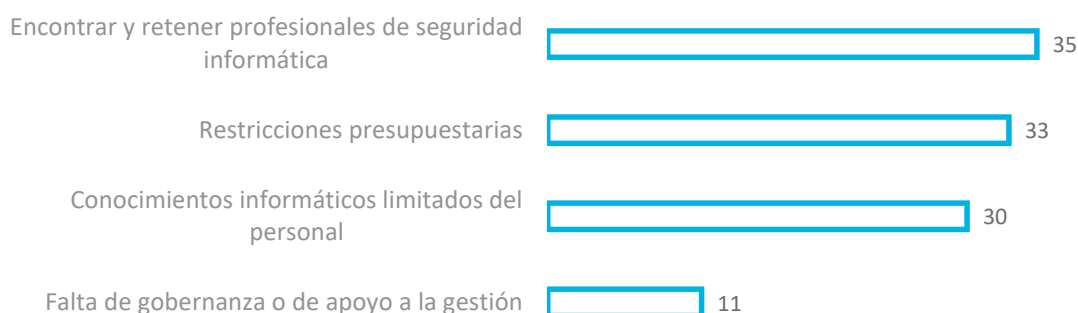 Encontrar y retener profesionales de seguridad
informática
35
Restricciones presupuestarias
33
Conocimientos informáticos limitados del
personal
30
Falta de gobernanza o de apoyo a la gestión
11